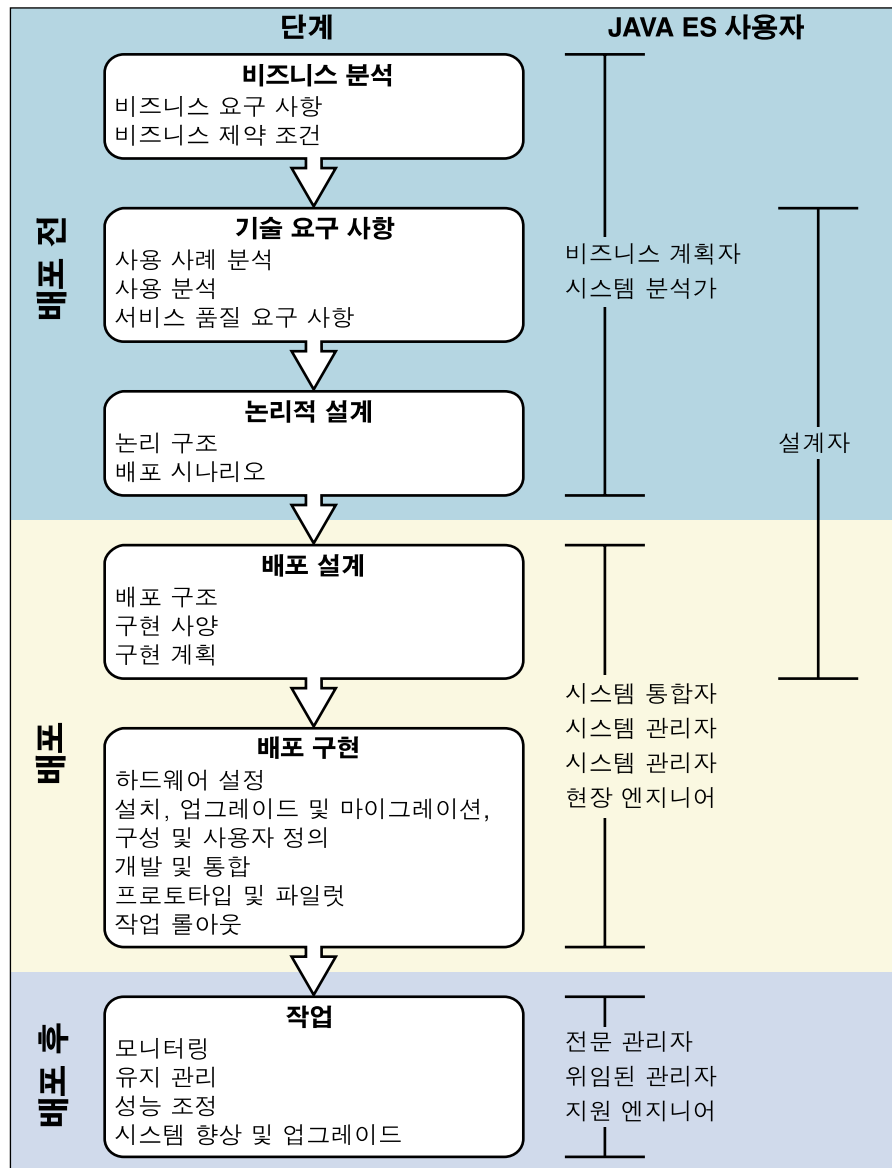 단계
JAVA ES 사용자
배포 전
비즈니스 분석
비즈니스 요구 사항
비즈니스 제약 조건
기술 요구 사항
사용 사례 분석
사용 분석
서비스 품질 요구 사항
논리적 설계
논리 구조
배포 시나리오
비즈니스 계획자
시스템 분석가
설계자
배포
배포 설계
배포 구조
구현 사양
구현 계획
배포 구현
하드웨어 설정
설치, 업그레이드 및 마이그레이션,
구성 및 사용자 정의
개발 및 통합
프로토타입 및 파일럿
작업 롤아웃
시스템 통합자
시스템 관리자
시스템 관리자
현장 엔지니어
배포 후
작업
모니터링
유지 관리
성능 조정
시스템 향상 및 업그레이드
전문 관리자
위임된 관리자
지원 엔지니어